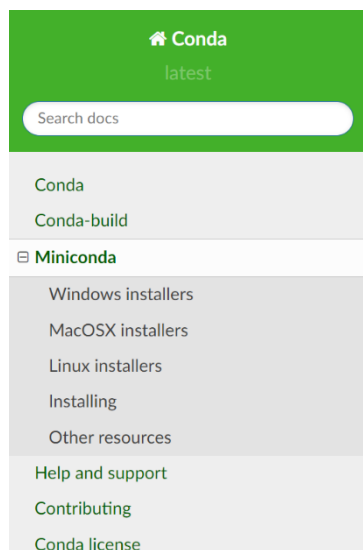 Conda
latest
Search docs
Conda
Conda-build
Miniconda
Windows installers
MacOSX installers
Linux installers
Installing
Other resources
Help and support
Contributing
Conda license